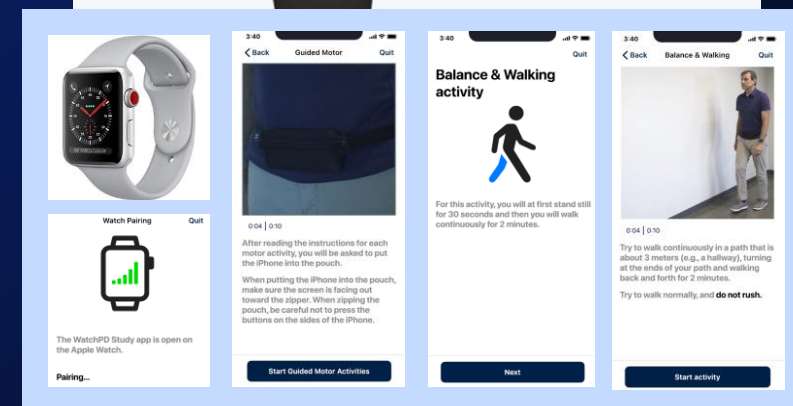 Watch Pairing
Quit
The WatchPD Study app is open on
the Apple Watch.
Pairing...
3:40
Back
Guided Motor
Quit
0:04 | 0:10
After reading the instructions for each
motor activity, you will be asked to put
the iPhone into the pouch.
When putting the iPhone into the pouch,
make sure the screen is facing out
toward the zipper. When zipping the
pouch, be careful not to press the
buttons on the sides of the iPhone.
Start Guided Motor Activities
3:40
Quit
Balance & Walking
activity
For this activity, you will at first stand still
for 30 seconds and then you will walk
continuously for 2 minutes.
Next
3:40
Back
Balance & Walking
Quit
0:04 | 0:10
Try to walk continuously in a path that is
about 3 meters (e.g., a hallway), turning
at the ends of your path and walking
back and forth for 2 minutes.
Try to walk normally, and do not rush.
Start activity